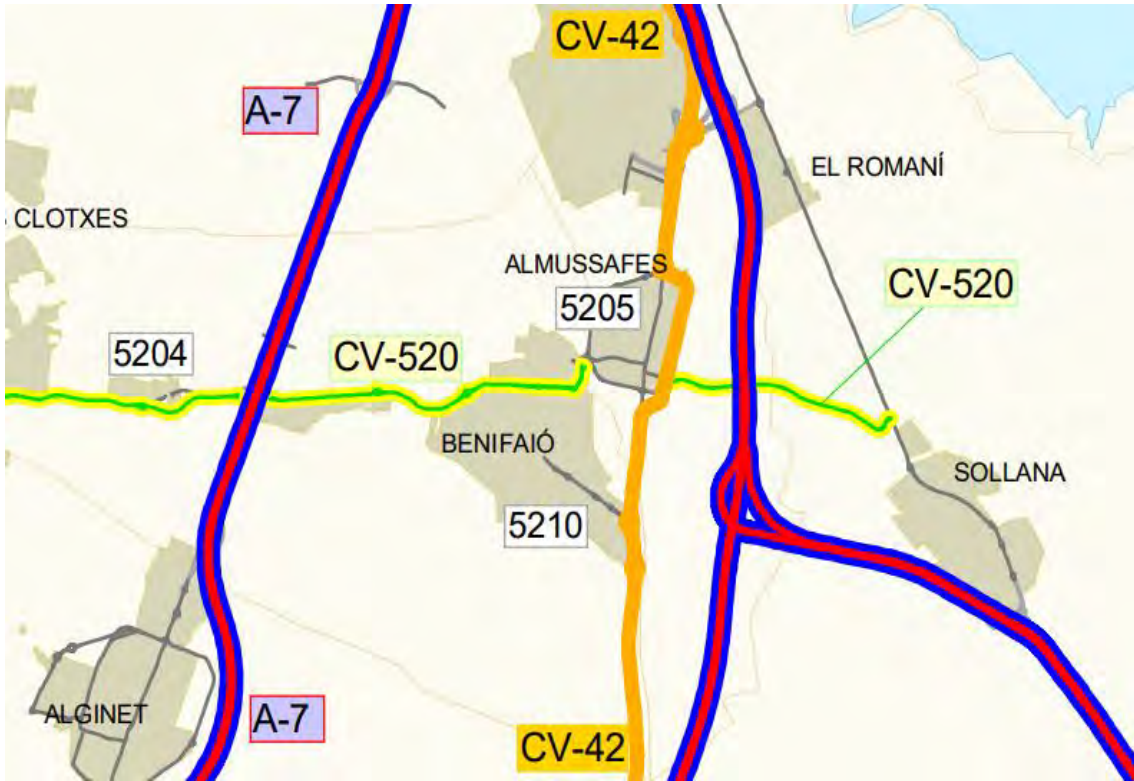 CV-42
A-7
EL ROMANÍ
CLOTXES
ALMUSSAFES
CV-520
5205
5204
CV-520
BENIFAIÓ
SOLLANA
5210
ALGINET
A-7
CV-42